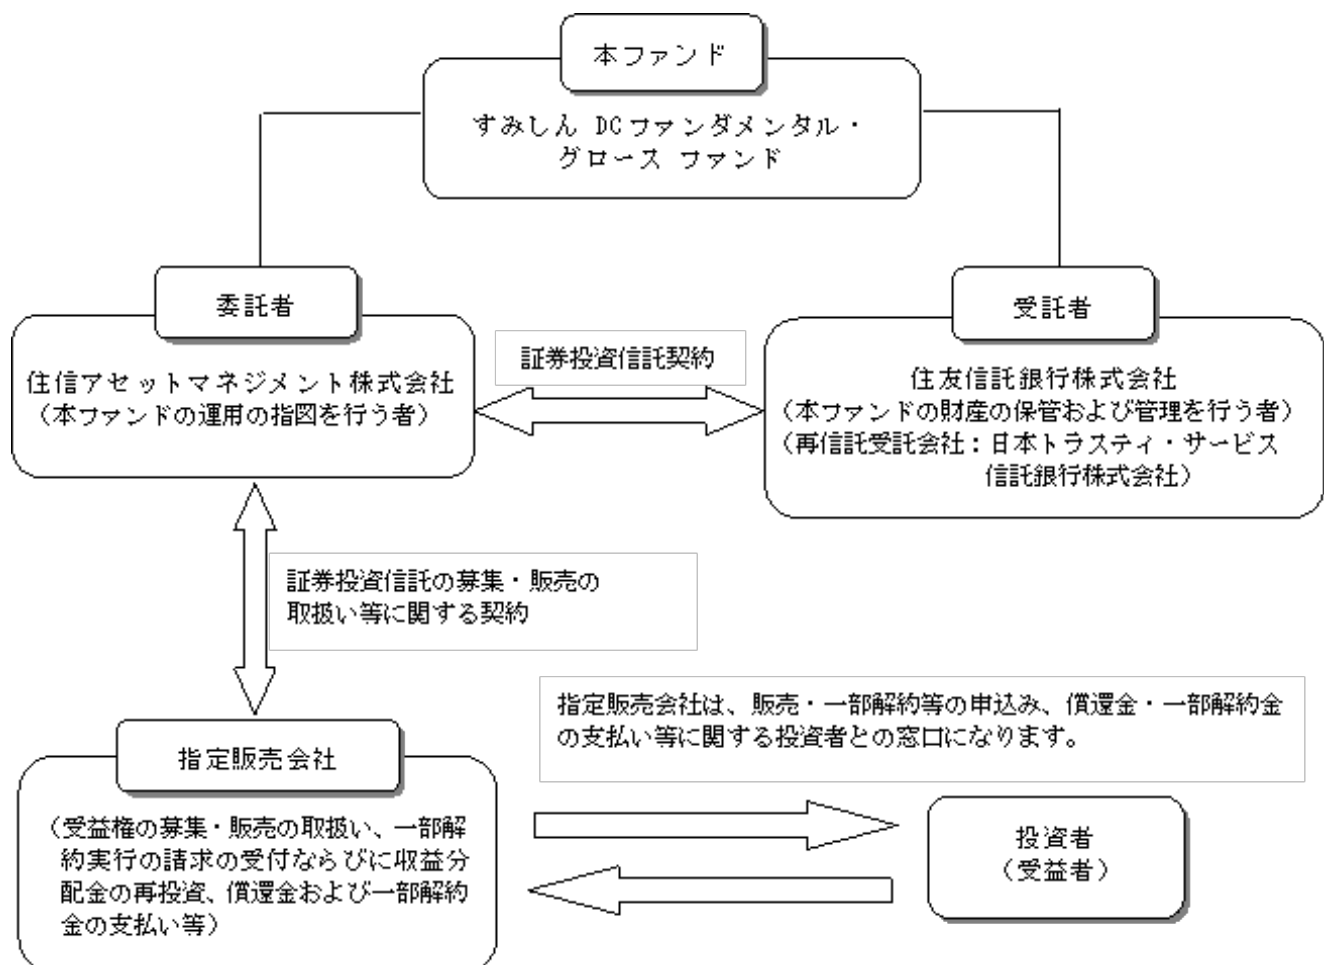 本ファンド
すみしん DCファンダメンタル・
グロース ファンド
委託者
住信アセットマネジメント株式会社
（本ファンドの運用の指図を行う者）
証券投資信託契約
受託者
住友信託銀行株式会社
（本ファンドの財産の保管および管理を行う者）
（再信託受託会社：日本トラスティ・サービス
信託銀行株式会社）
証券投資信託の募集・販売の
取扱い等に関する契約
指定販売会社は、販売・一部解約等の申込み、償還金・一部解約金
の支払い等に関する投資者との窓口になります。
指定販売会社
（受益権の募集・販売の取扱い、一部解
約実行の請求の受付ならびに収益分
配金の再投資、償還金および一部解約
金の支払い等）
投資者
（受益者）